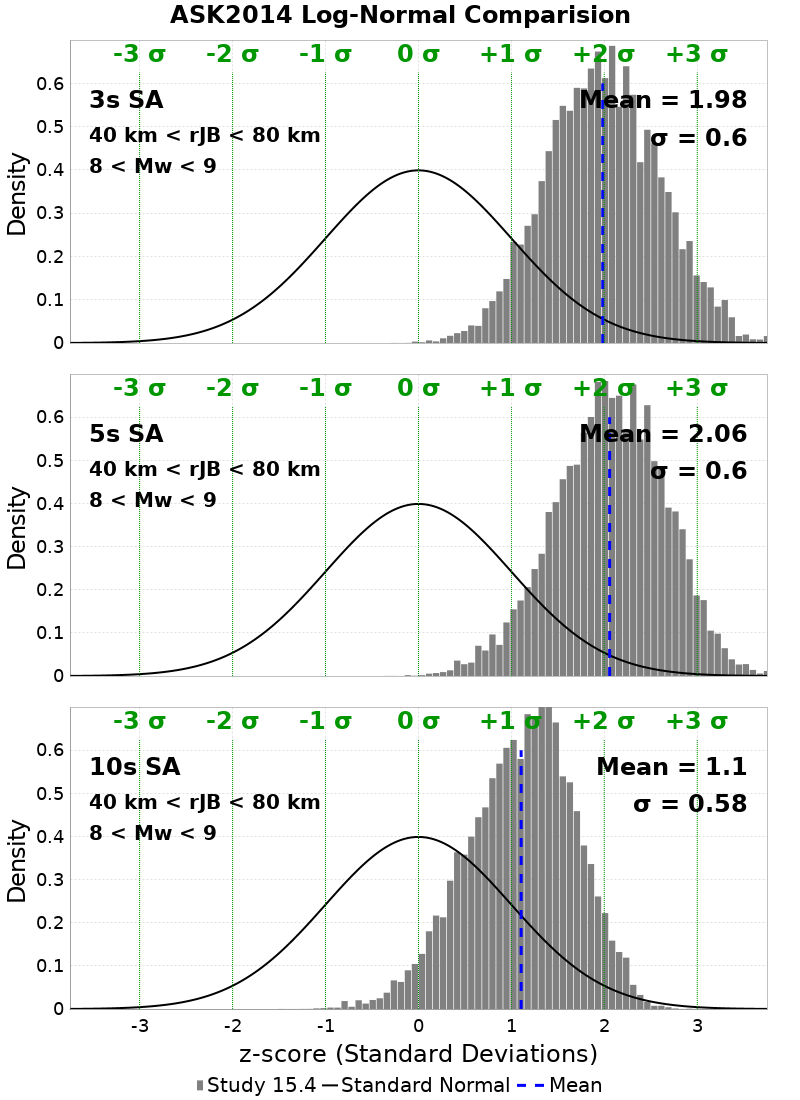 ASK2014 Log-Normal Comparision
-3 σ -2 σ -1 σ 0 σ +1 σ +2 σ +3 σ
0.6
3s SA Mean = 1.98
0.5
40 km < rJB < 80 km σ = 0.6
8 < Mw < 9
0.4
Density
0.3
0.2
0.1
0
-3 σ -2 σ -1 σ 0 σ +1 σ +2 σ +3 σ
0.6
5s SA Mean = 2.06
0.5
40 km < rJB < 80 km σ = 0.6
8 < Mw < 9
0.4
Density
0.3
0.2
0.1
0
-3 σ -2 σ -1 σ 0 σ +1 σ +2 σ +3 σ
0.6
10s SA Mean = 1.1
0.5
40 km < rJB < 80 km σ = 0.58
8 < Mw < 9
0.4
Density
0.3
0.2
0.1
0
-3 -2 -1 0 1 2 3
z-score (Standard Deviations)
Study 15.4 Standard Normal Mean